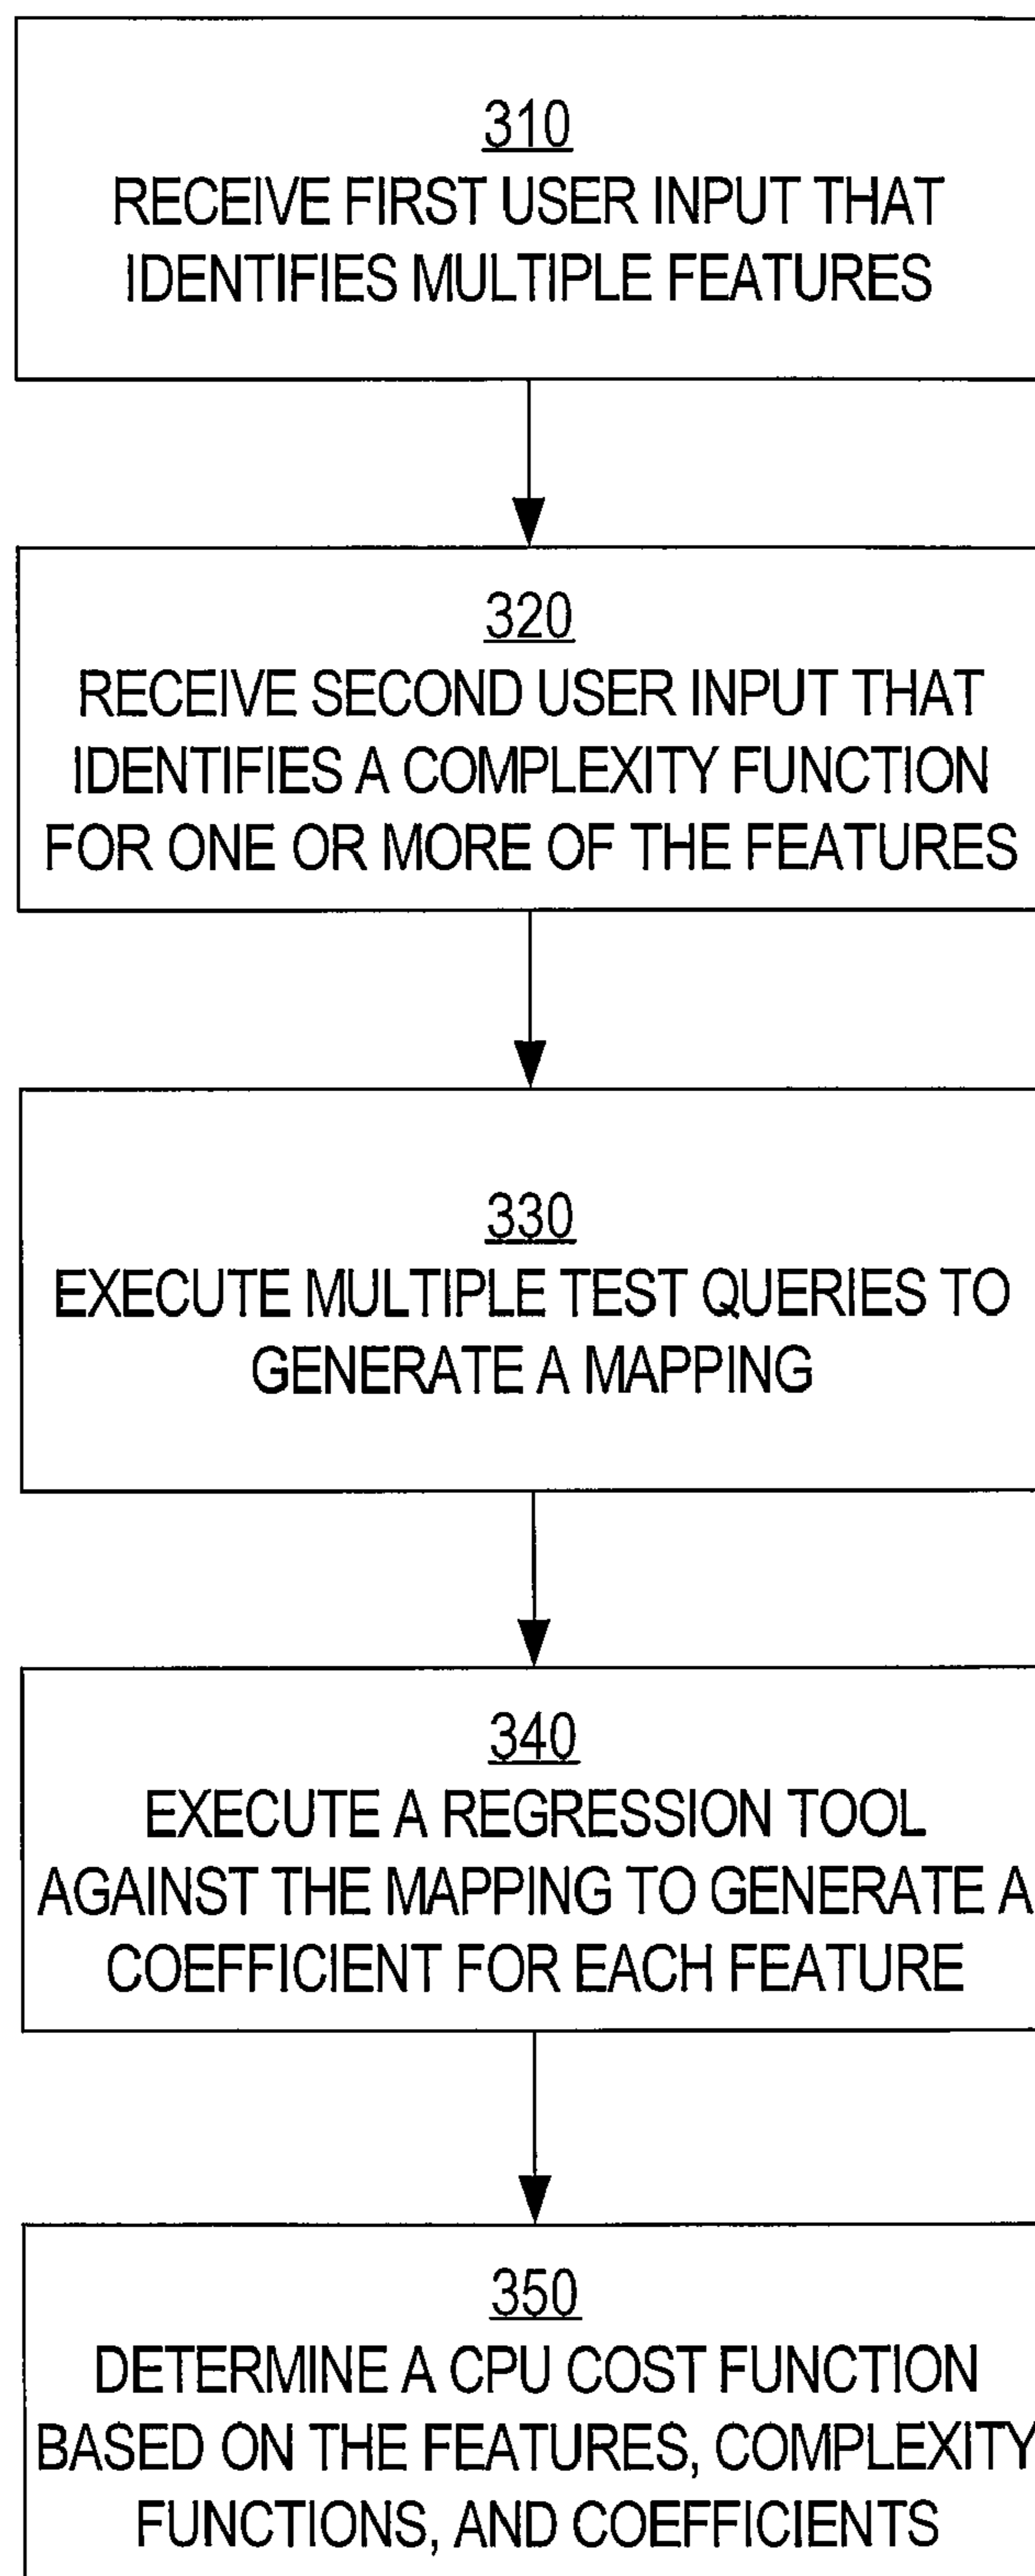 310
RECEIVE FIRST USER INPUT THAT
IDENTIFIES MULTIPLE FEATURES
320
RECEIVE SECOND USER INPUT THAT
IDENTIFIES A COMPLEXITY FUNCTION
FOR ONE OR MORE OF THE FEATURES
330
EXECUTE MULTIPLE TEST QUERIES TO
GENERATE A MAPPING
340
EXECUTE A REGRESSION TOOL
AGAINST THE MAPPING TO GENERATE A
COEFFICIENT FOR EACH FEATURE
350
DETERMINE A CPU COST FUNCTION
BASED ON THE FEATURES, COMPLEXITY
FUNCTIONS, AND COEFFICIENTS